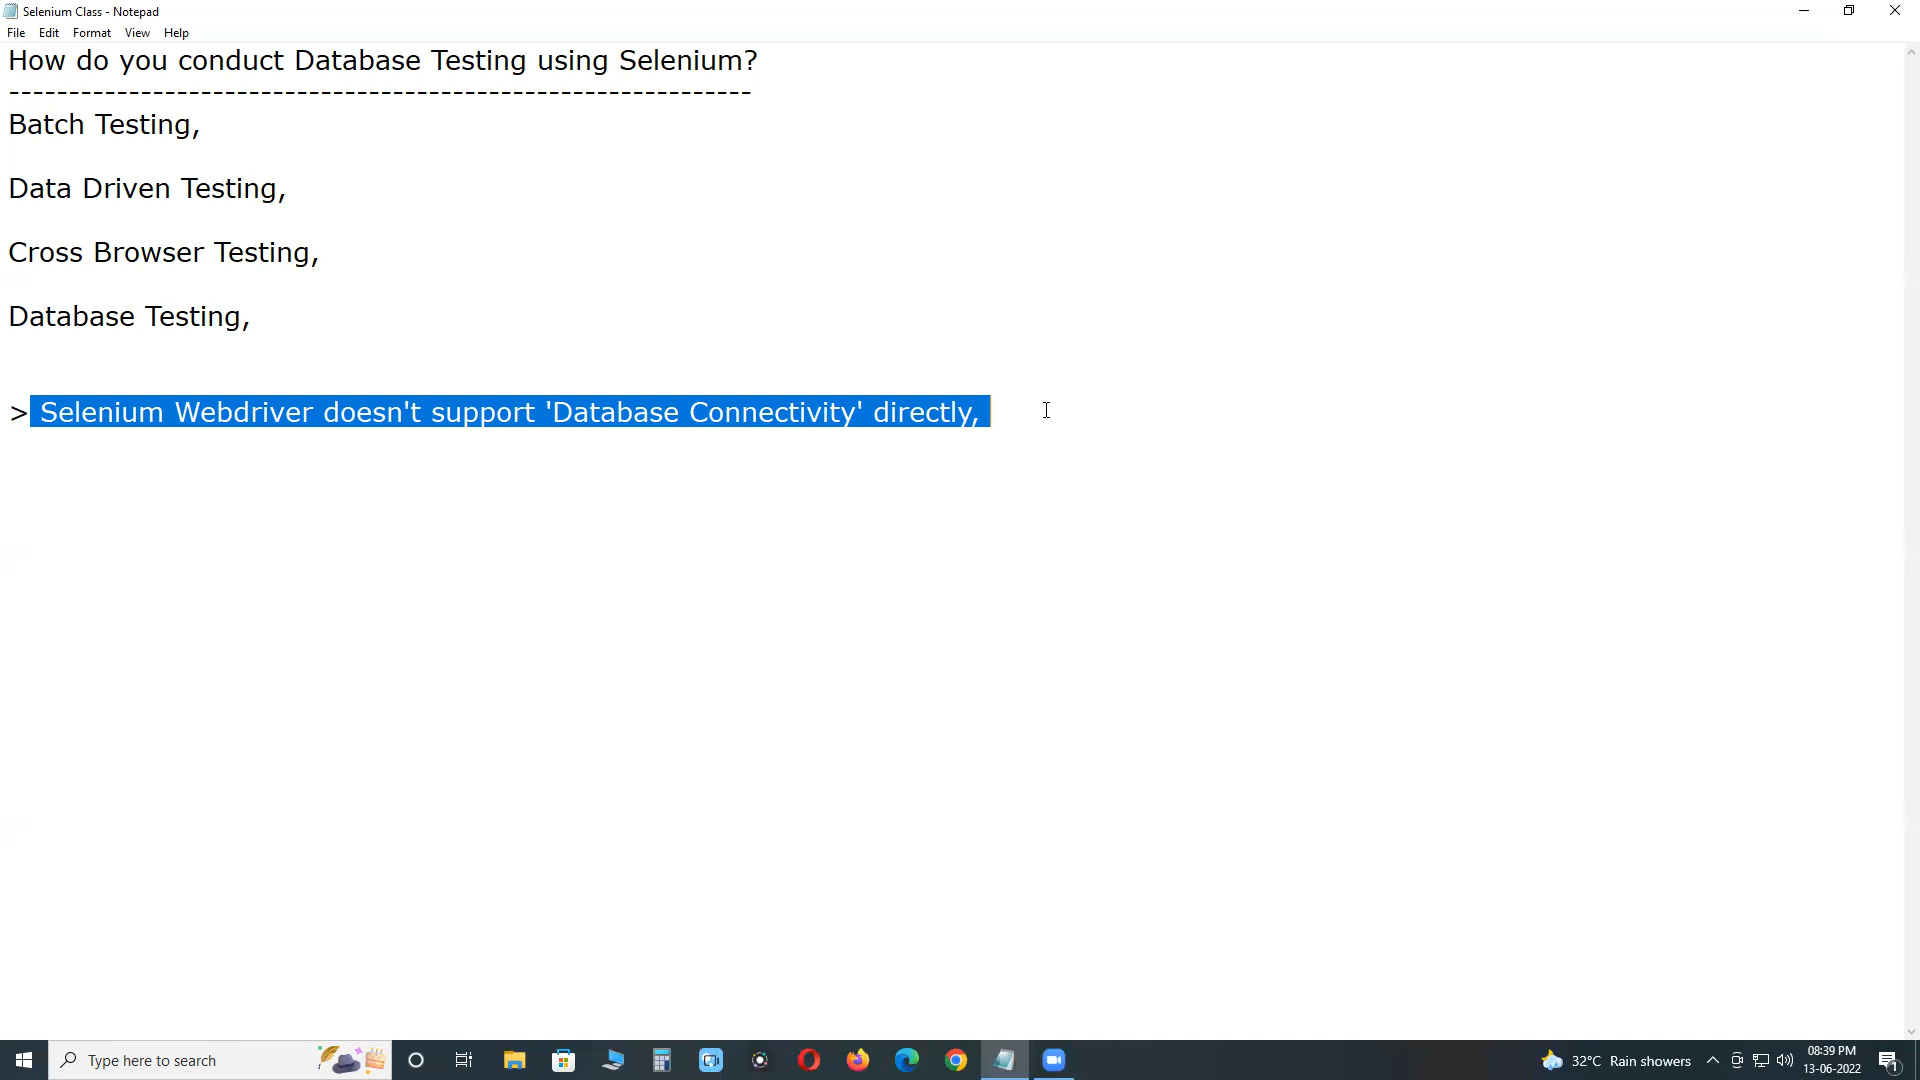 Selenium Class - Notepad
File Edit Format View Help
How do you conduct Database Testing using Selenium?
--------------------------------------------------------------
Batch Testing,
Data Driven Testing,
Cross Browser Testing,
Database Testing,
> Selenium Webdriver doesn't support 'Database Connectivity' directly,
Type here to search
32°C Rain showers
08:39 PM
13-06-2022
1